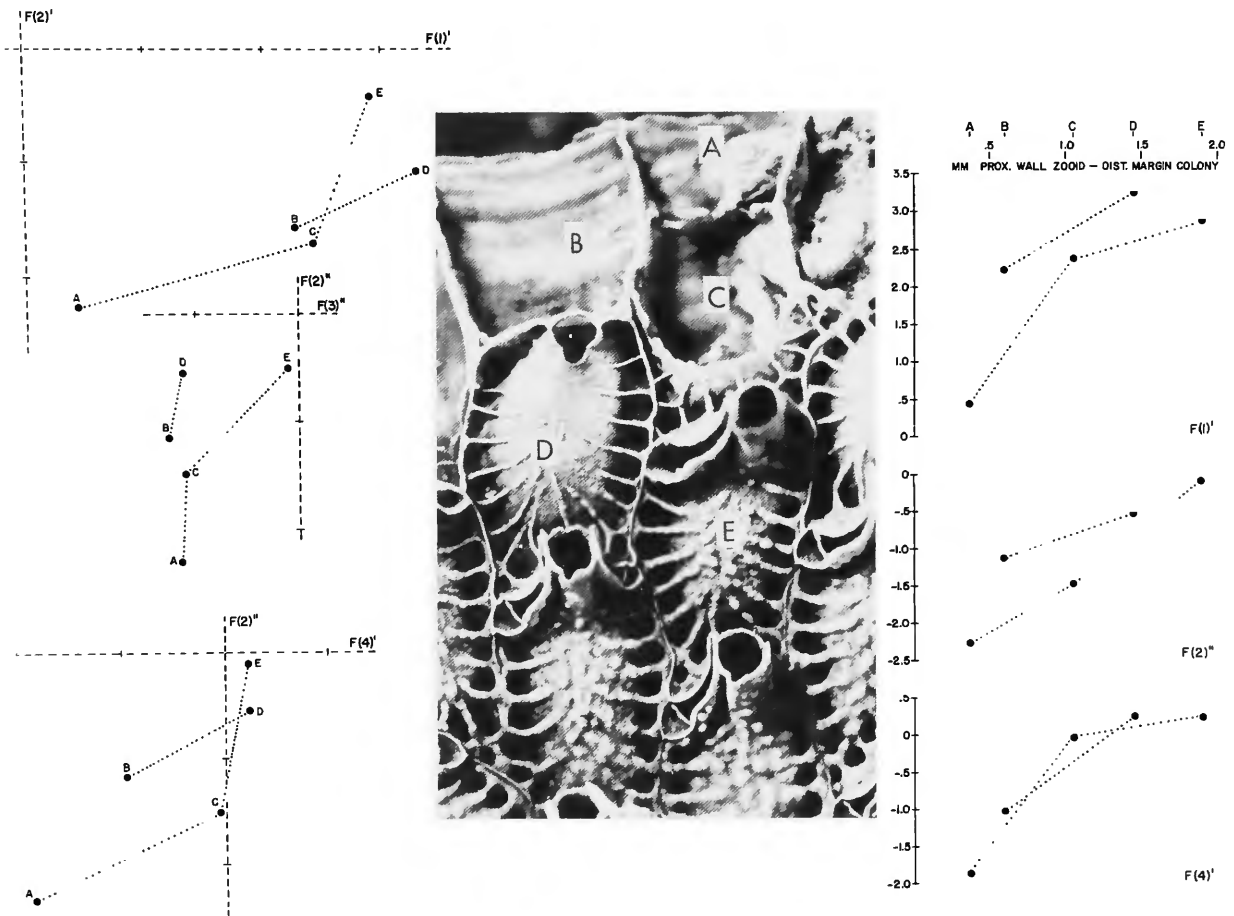 F(2)'
F(1)'
E
D
B
C
A
F(2)"
F(3)"
D
E
B
C
A
F(2)"
F(4)'
E
D
B
C
A
A
B
C
D
E
A B C D E
.5 1.0 1.5 2.0
MM PROX. WALL ZOOID — DIST. MARGIN COLONY
3.5
3.0
2.5
2.0
1.5
1.0
.5
0
F(1)'
0
-.5
-1.0
-1.5
-2.0
-2.5
F(2)"
.5
0
-.5
-1.0
-1.5
-2.0
F(4)'